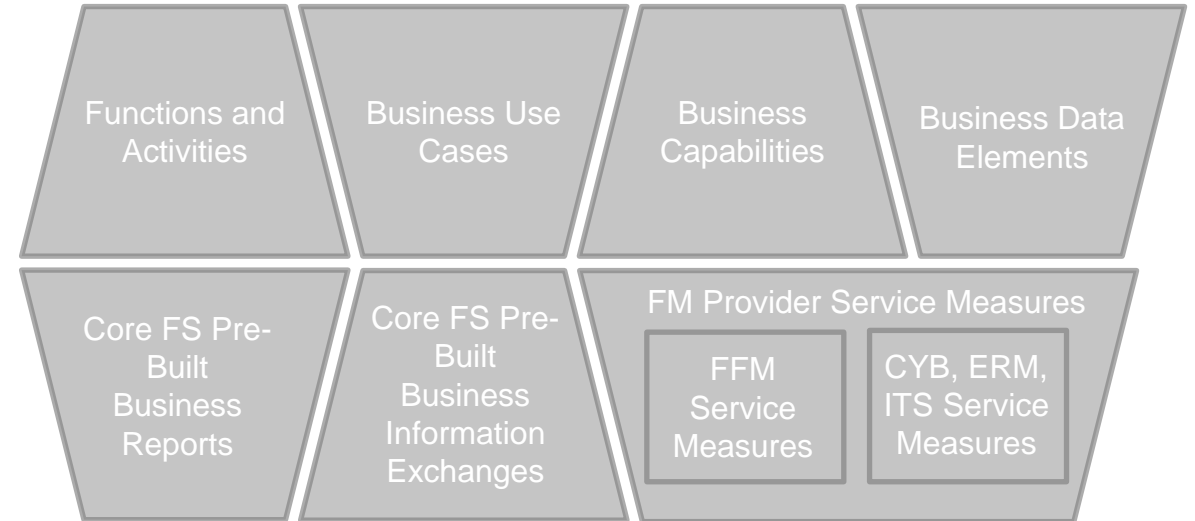 Functions and
Activities
Business Use
Cases
Business
Capabilities
Business Data
Elements
Core FS Pre-
Built
Business
Reports
Core FS Pre-
Built
Business
Information
Exchanges
FM Provider Service Measures
FFM
Service
Measures
CYB, ERM,
ITS Service
Measures